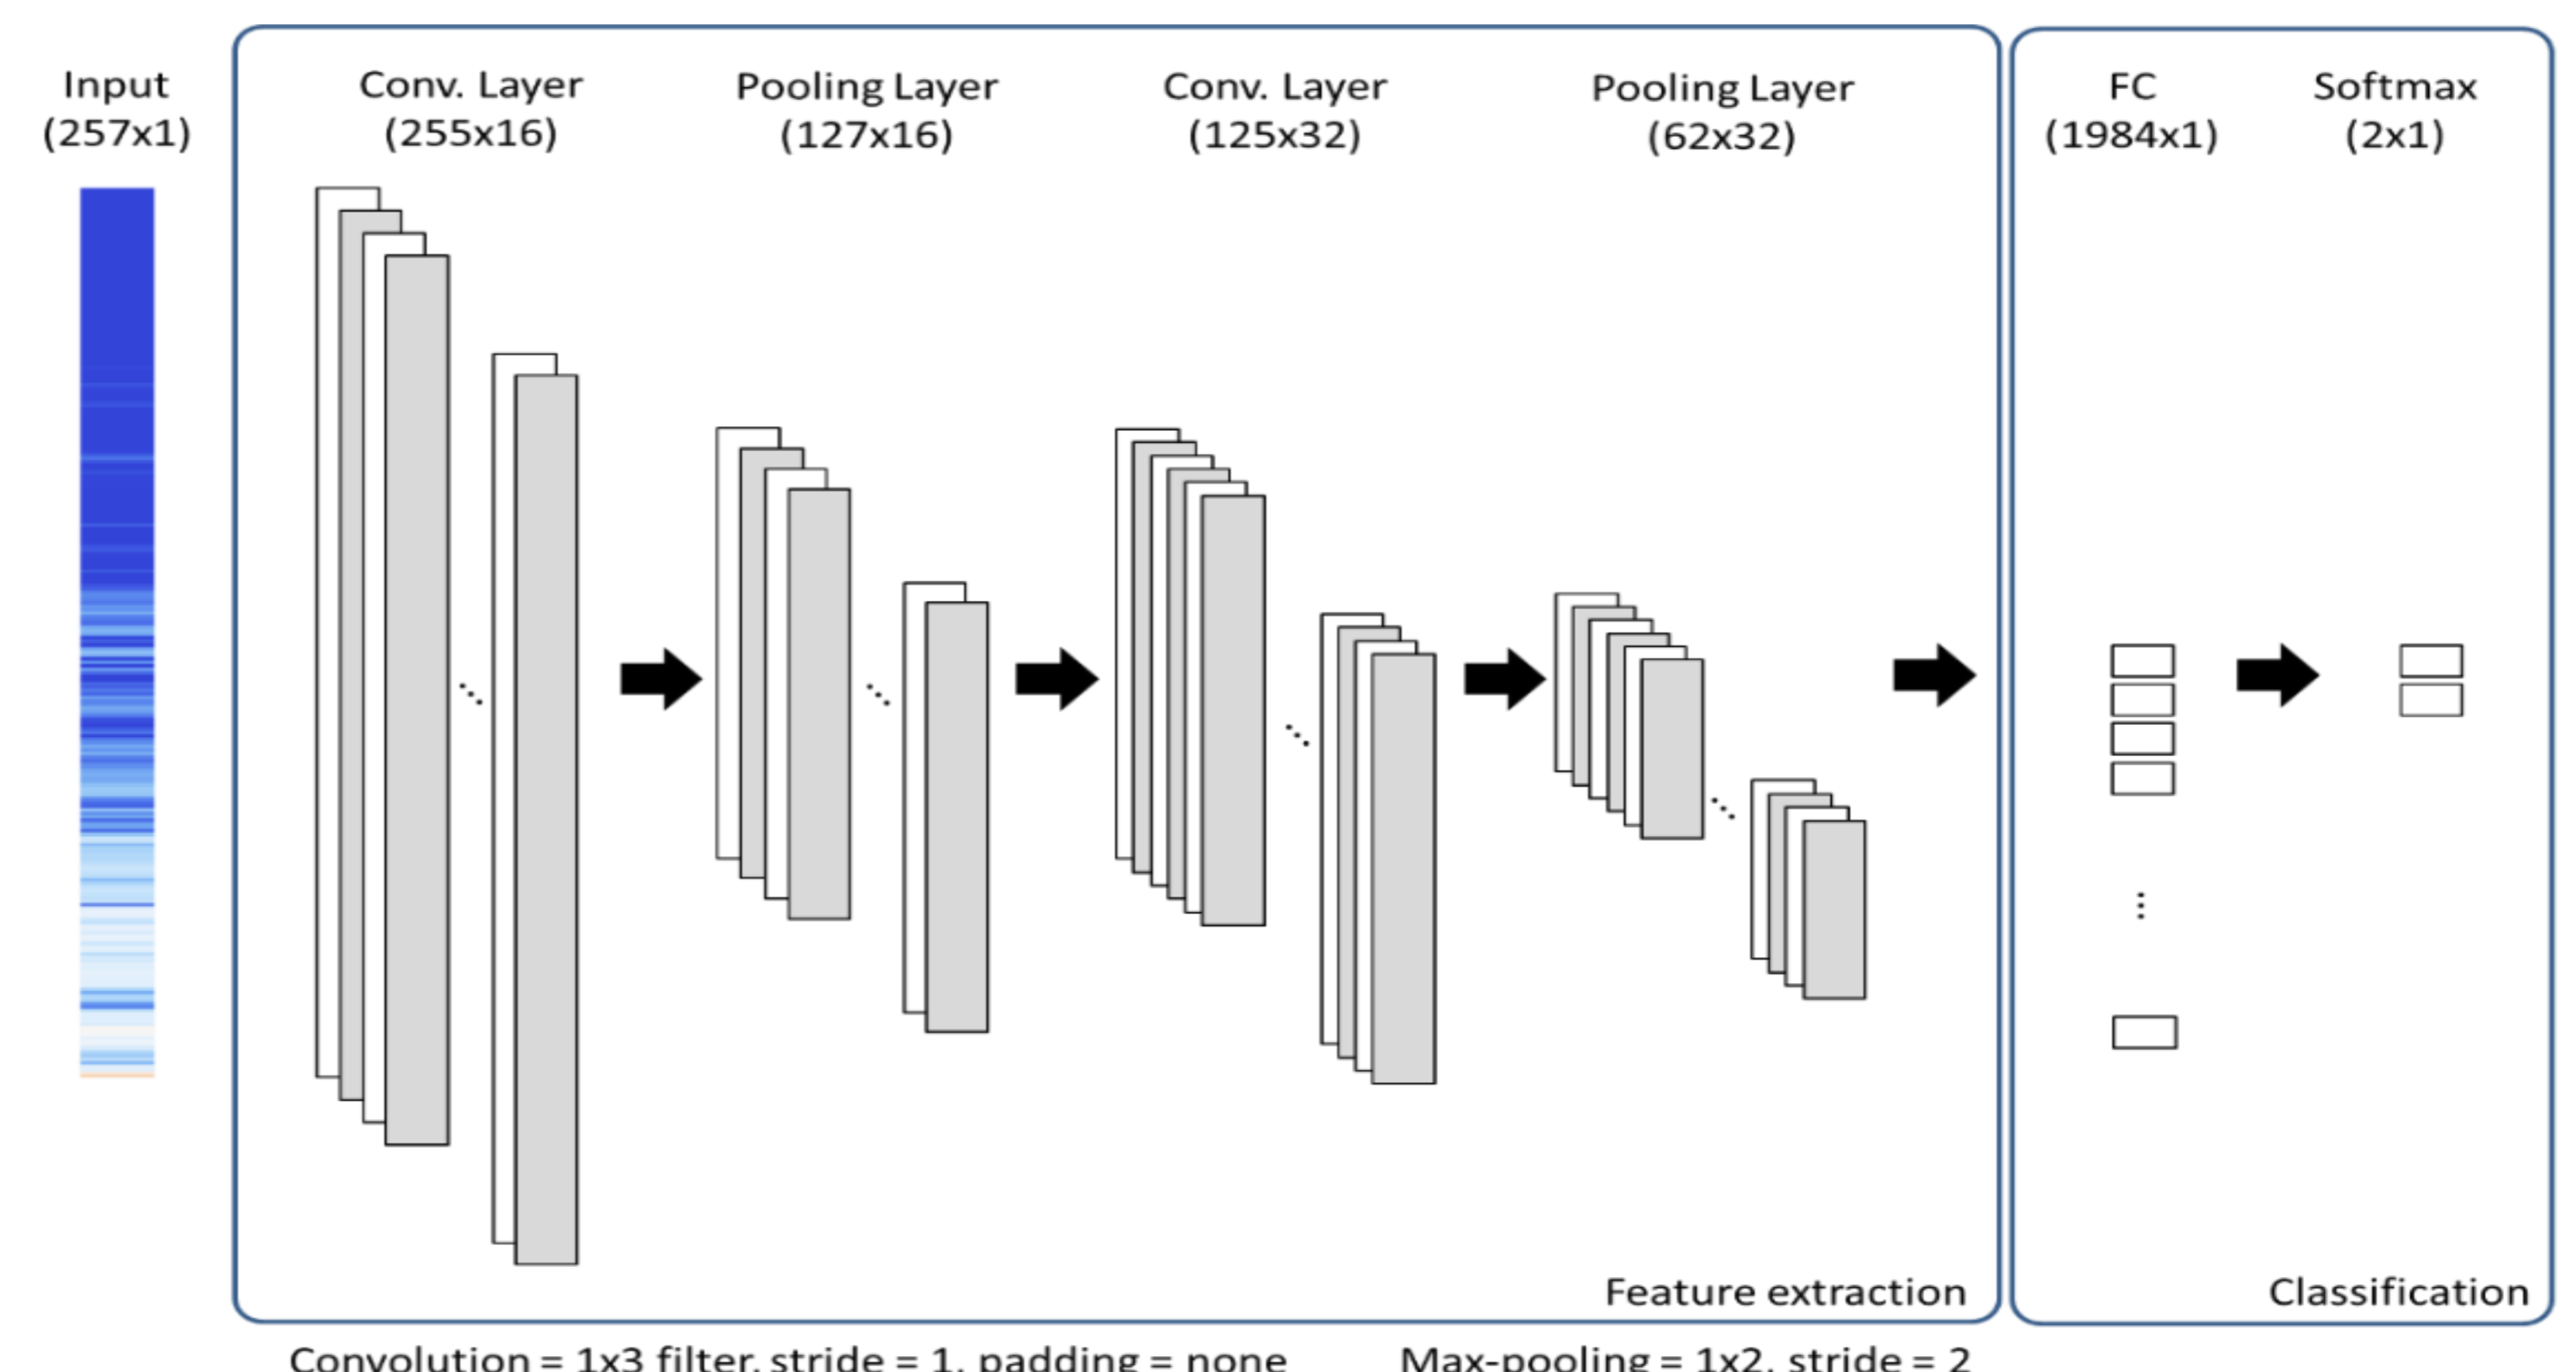 Input
(257x1)
Conv. Layer
(255x16)
Pooling Layer
(127x16)
Conv. Layer
(125x32)
Pooling Layer
(62x32)
FC
(1984x1)
Softmax
(2x1)
Feature extraction
Classification
Convolution = 1x3 filter, stride = 1, padding = none
Max-pooling = 1x2, stride = 2